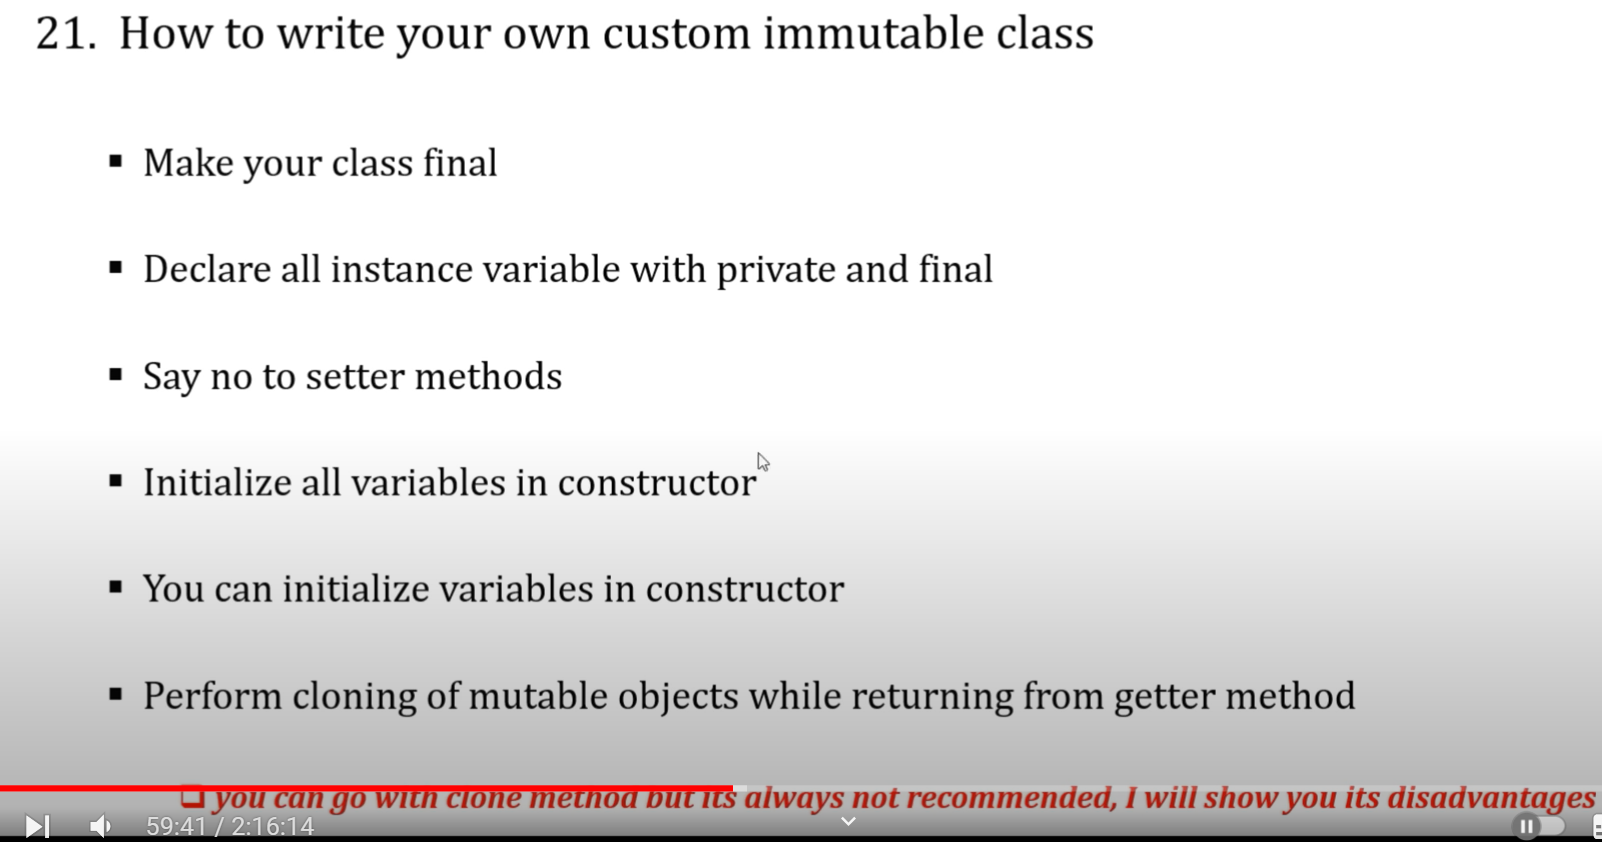 21. How to write your own custom immutable class
▪ Make your class final
▪ Declare all instance variable with private and final
▪ Say no to setter methods
▪ Initialize all variables in constructor
▪ You can initialize variables in constructor
▪ Perform cloning of mutable objects while returning from getter method
❑ you can go with clone method but its always not recommended, I will show you its disadvantages
59:41 / 2:16:14